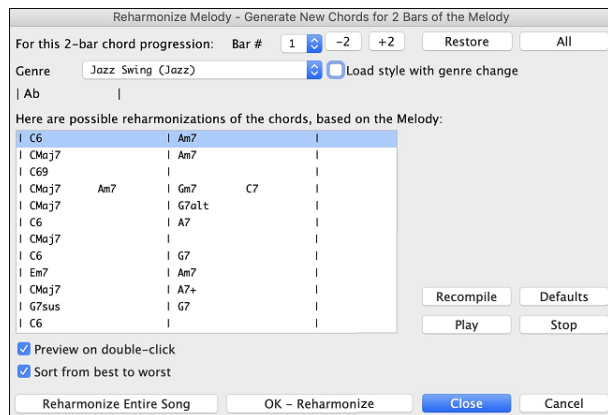 Reharmonize Melody - Generate New Chords for 2 Bars of the Melody
For this 2-bar chord progression: Bar # 1 -2 +2 Restore All
Genre Jazz Swing (Jazz) Load style with genre change
| Ab |
Here are possible reharmonizations of the chords, based on the Melody:
| C6 | Am7 |
| CMaj7 | Am7 |
| C69 | |
| CMaj7 Am7 | Gm7 C7 |
| CMaj7 | G7alt |
| C6 | A7 |
| CMaj7 | |
| C6 | G7 |
| Em7 | Am7 |
| CMaj7 | A7+ |
| G7sus | G7 |
| C6 | |
Recompile Defaults
Play Stop
Preview on double-click
Sort from best to worst
Reharmonize Entire Song OK - Reharmonize Close Cancel